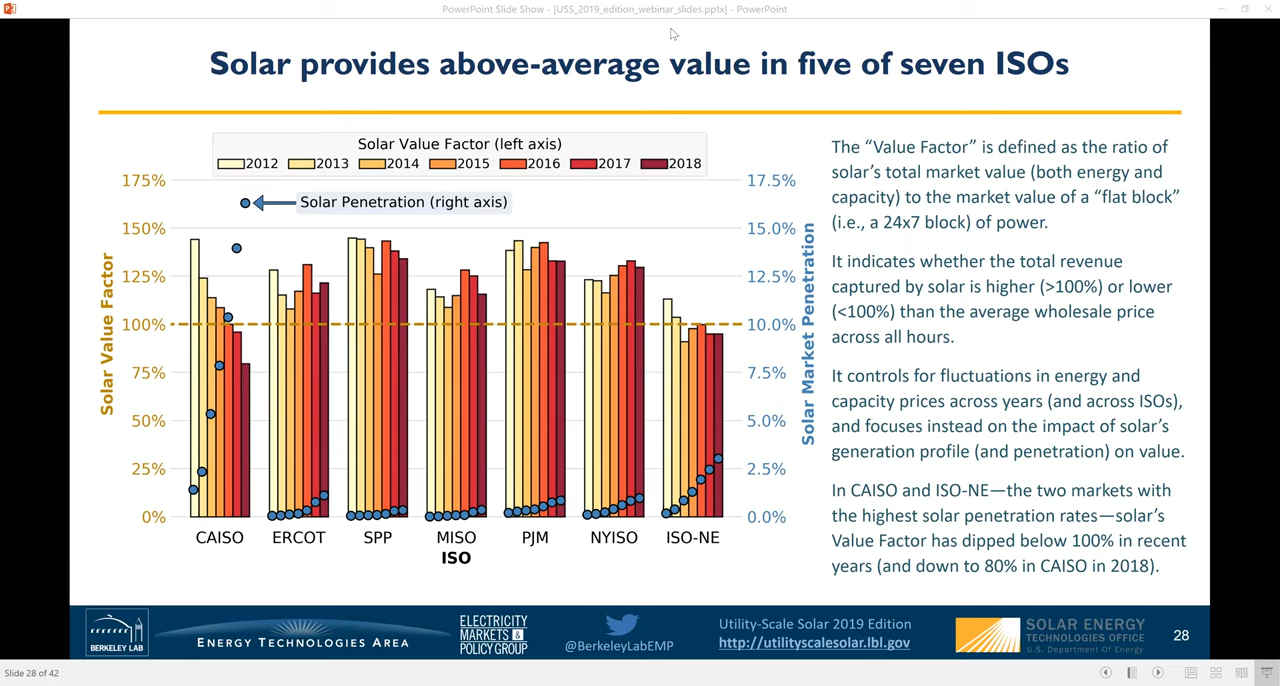 PowerPoint Slide Show - [USS_2019_edition_webinar_slides.pptx] - PowerPoint
Solar provides above-average value in five of seven ISOs
Solar Value Factor (left axis)
2012 2013 2014 2015 2016 2017 2018
Solar Penetration (right axis)
Solar Value Factor
175%
150%
125%
100%
75%
50%
25%
0%
17.5%
15.0%
12.5%
10.0%
7.5%
5.0%
2.5%
0.0%
Solar Market Penetration
CAISO ERCOT SPP MISO PJM NYISO ISO-NE
ISO
The “Value Factor” is defined as the ratio of
solar’s total market value (both energy and
capacity) to the market value of a “flat block”
(i.e., a 24x7 block) of power.
It indicates whether the total revenue
captured by solar is higher (>100%) or lower
(<100%) than the average wholesale price
across all hours.
It controls for fluctuations in energy and
capacity prices across years (and across ISOs),
and focuses instead on the impact of solar’s
generation profile (and penetration) on value.
In CAISO and ISO-NE—the two markets with
the highest solar penetration rates—solar’s
Value Factor has dipped below 100% in recent
years (and down to 80% in CAISO in 2018).
BERKELEY LAB
ENERGY TECHNOLOGIES AREA
ELECTRICITY
MARKETS &
POLICY GROUP
@BerkeleyLabEMP
Utility-Scale Solar 2019 Edition
http://utilityscalesolar.lbl.gov
SOLAR ENERGY
TECHNOLOGIES OFFICE
U.S. Department Of Energy
28
Slide 28 of 42